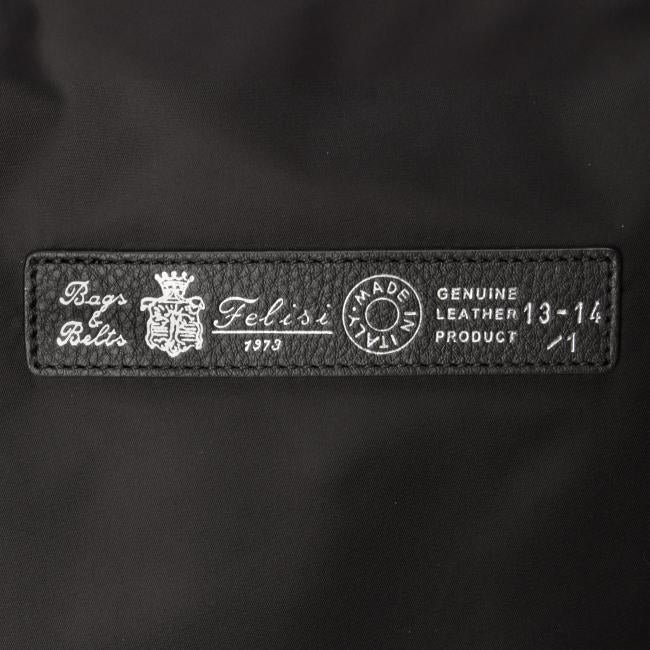 Bags
&
Belts
Felisi
1973
MADE IN ITALY
GENUiNE
LEATHER
PRODUCT
13-14
/1